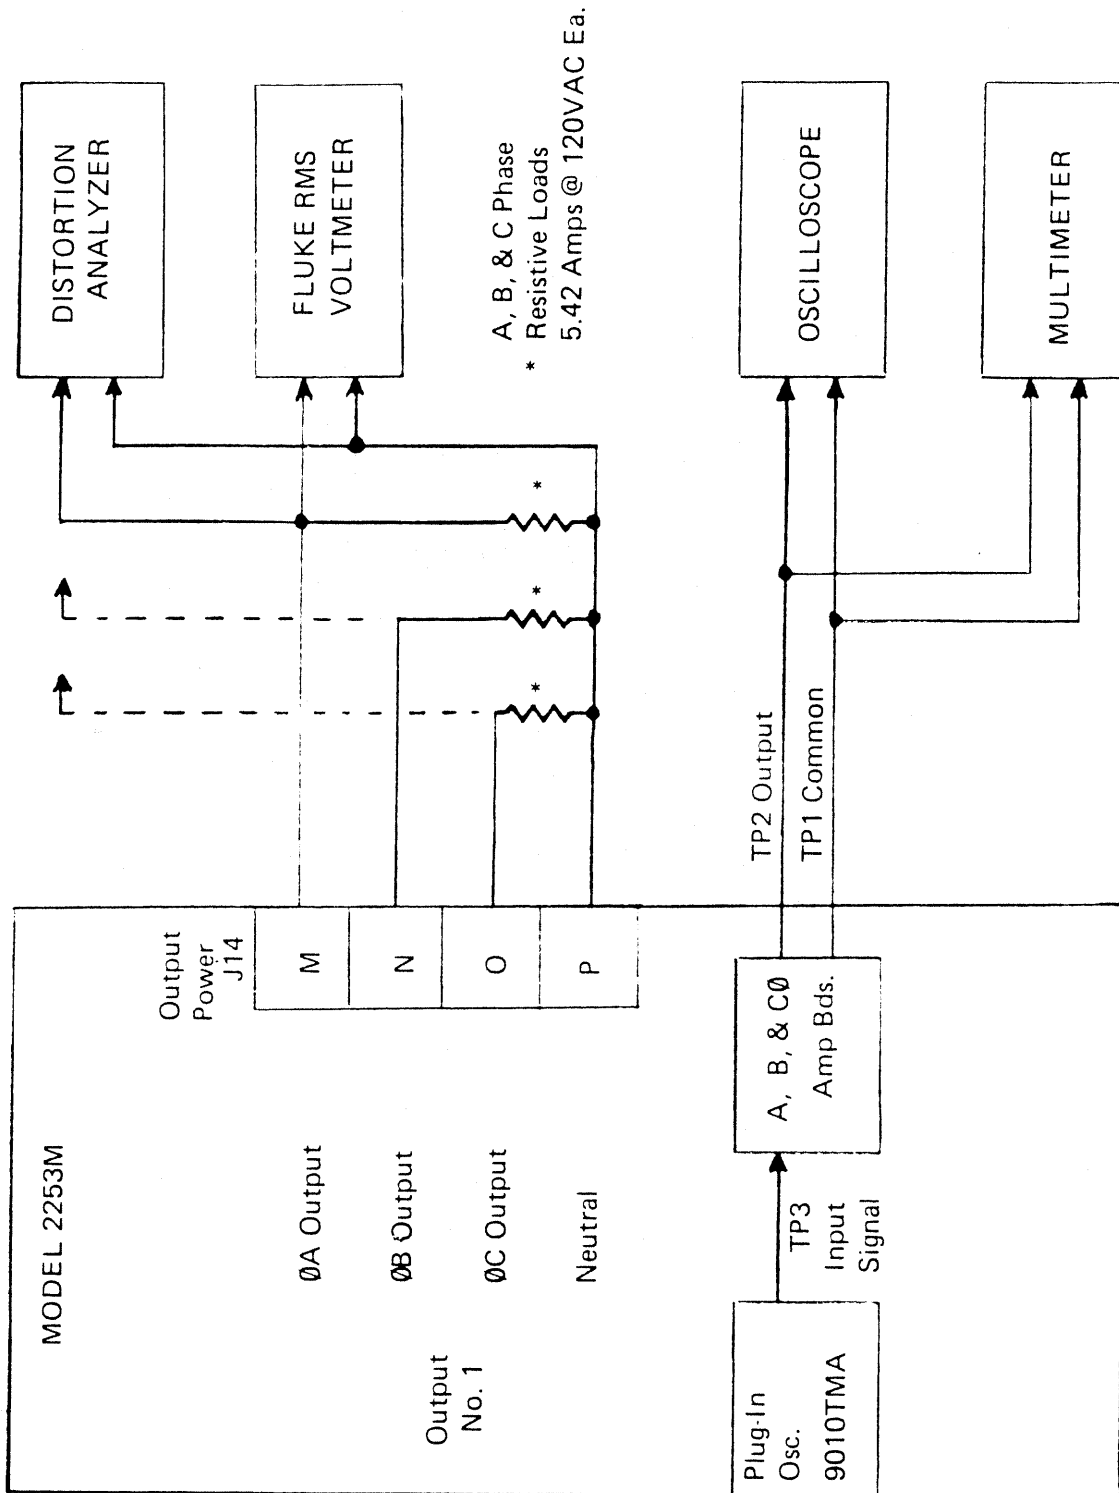 MODEL 2253M
Output
Power
J14
Output
No. 1
ØA Output
ØB Output
ØC Output
Neutral
M
N
O
P
DISTORTION
ANALYZER
FLUKE RMS
VOLTMETER
*
*
*
A, B, & C Phase
* Resistive Loads
5.42 Amps @ 120VAC Ea.
Plug-In
Osc.
9010TMA
TP3
Input
Signal
A, B, & CØ
Amp Bds.
TP2 Output
TP1 Common
OSCILLOSCOPE
MULTIMETER